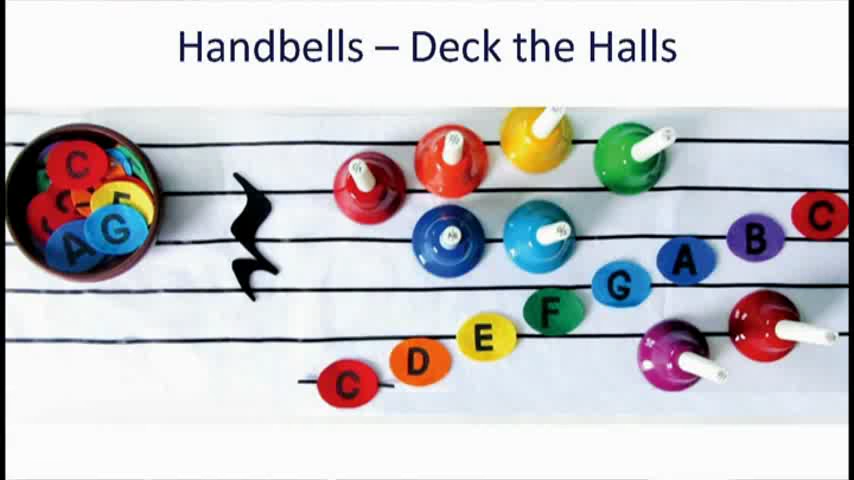 Handbells – Deck the Halls
C
F
A G
C D E F G A B C